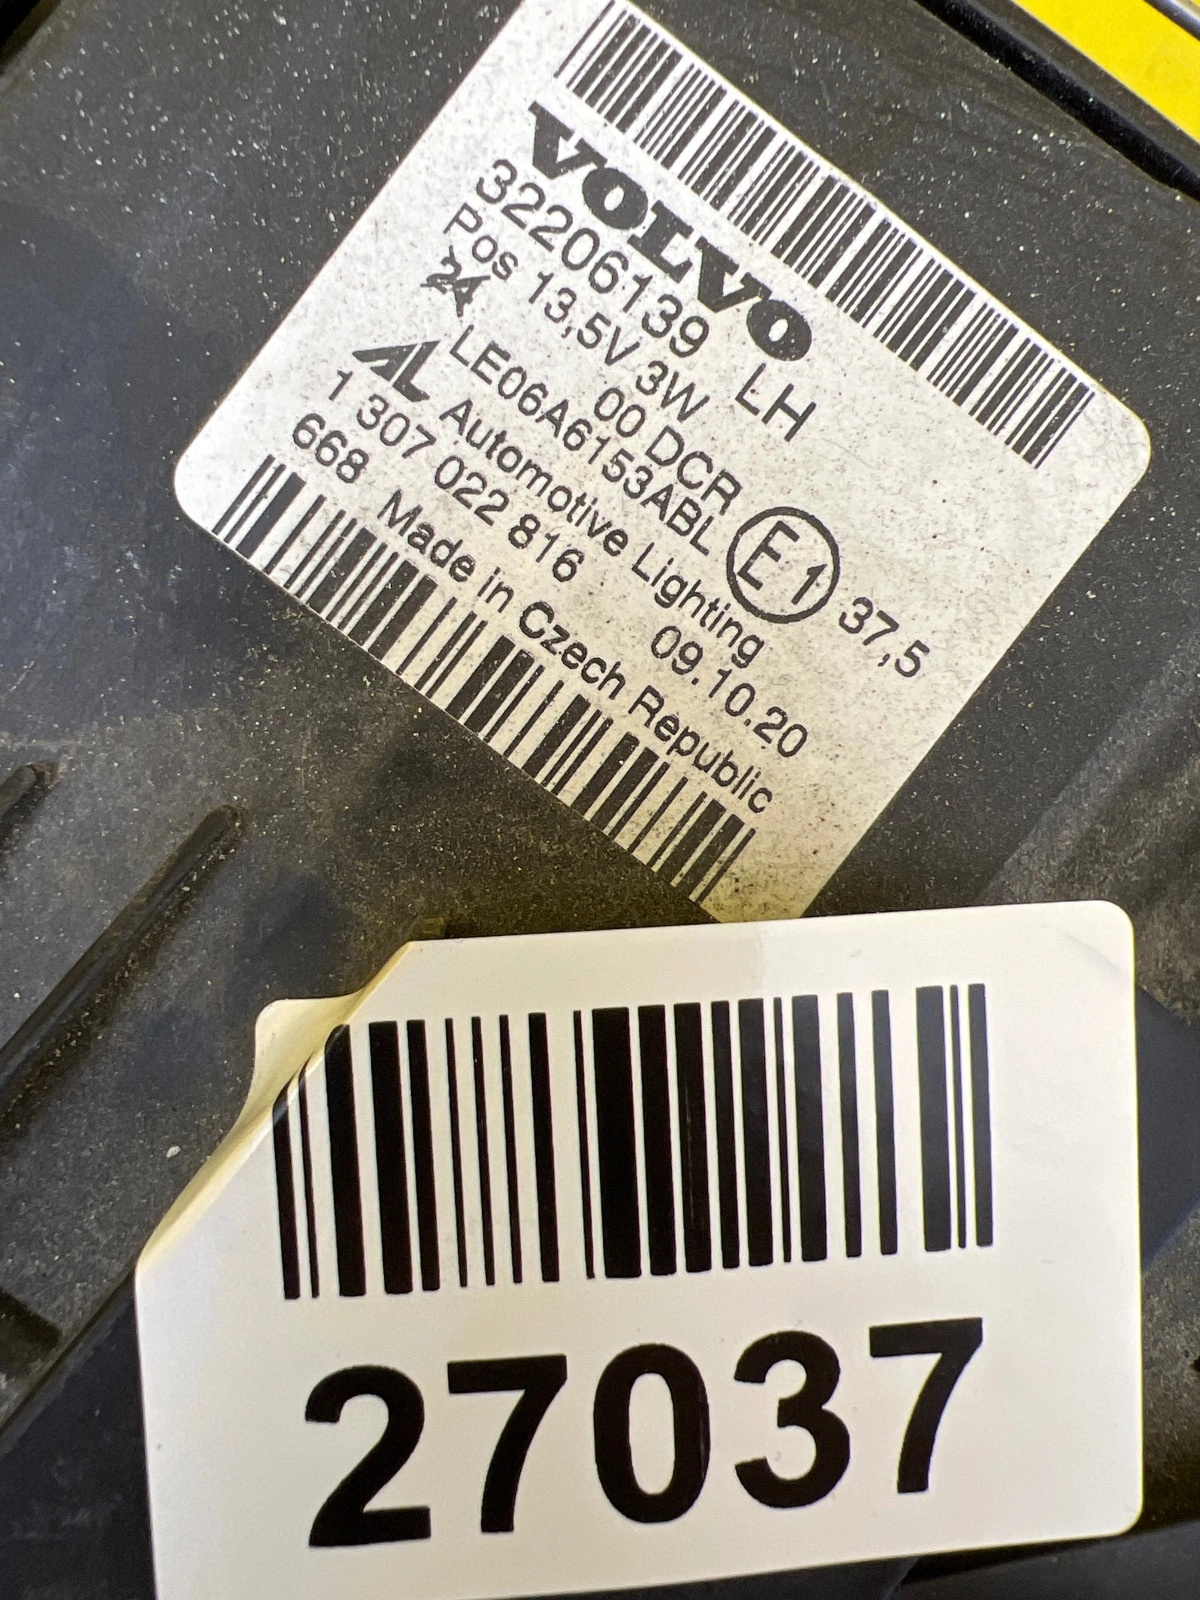 VOLVO
32206139 LH
Pos 13,5V 3W
00 DCR E1 37,5
LE06A6153ABL
AL Automotive Lighting
1 307 022 816 09.10.20
668 Made in Czech Republic
27037